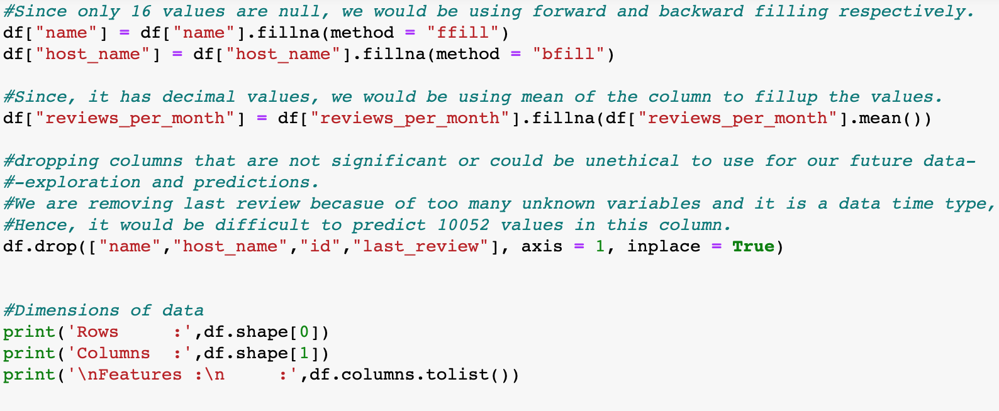 #Since only 16 values are null, we would be using forward and backward filling respectively.
df["name"] = df["name"].fillna(method = "ffill")
df["host_name"] = df["host_name"].fillna(method = "bfill")
#Since, it has decimal values, we would be using mean of the column to fillup the values.
df["reviews_per_month"] = df["reviews_per_month"].fillna(df["reviews_per_month"].mean())
#dropping columns that are not significant or could be unethical to use for our future data-
#-exploration and predictions.
#We are removing last review becasue of too many unknown variables and it is a data time type,
#Hence, it would be difficult to predict 10052 values in this column.
df.drop(["name","host_name","id","last_review"], axis = 1, inplace = True)
#Dimensions of data
print('Rows     :',df.shape[0])
print('Columns  :',df.shape[1])
print('\nFeatures :\n     :',df.columns.tolist())